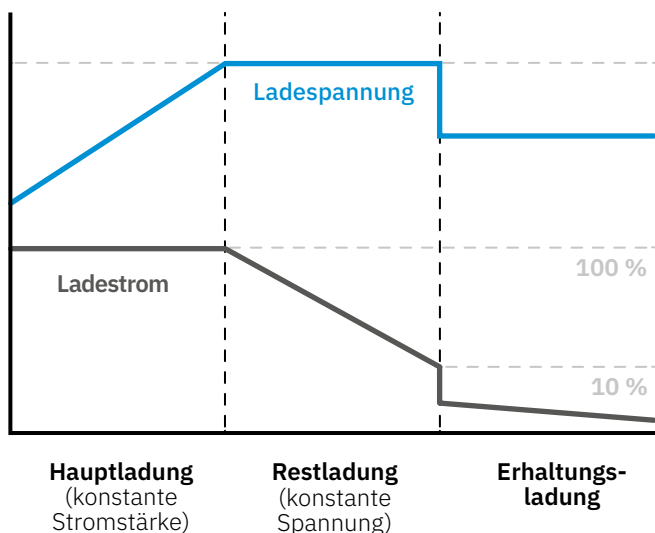 Ladespannung
Ladestrom
100 %
10 %
Hauptladung
(konstante
Stromstärke)
Restladung
(konstante
Spannung)
Erhaltungs-
ladung